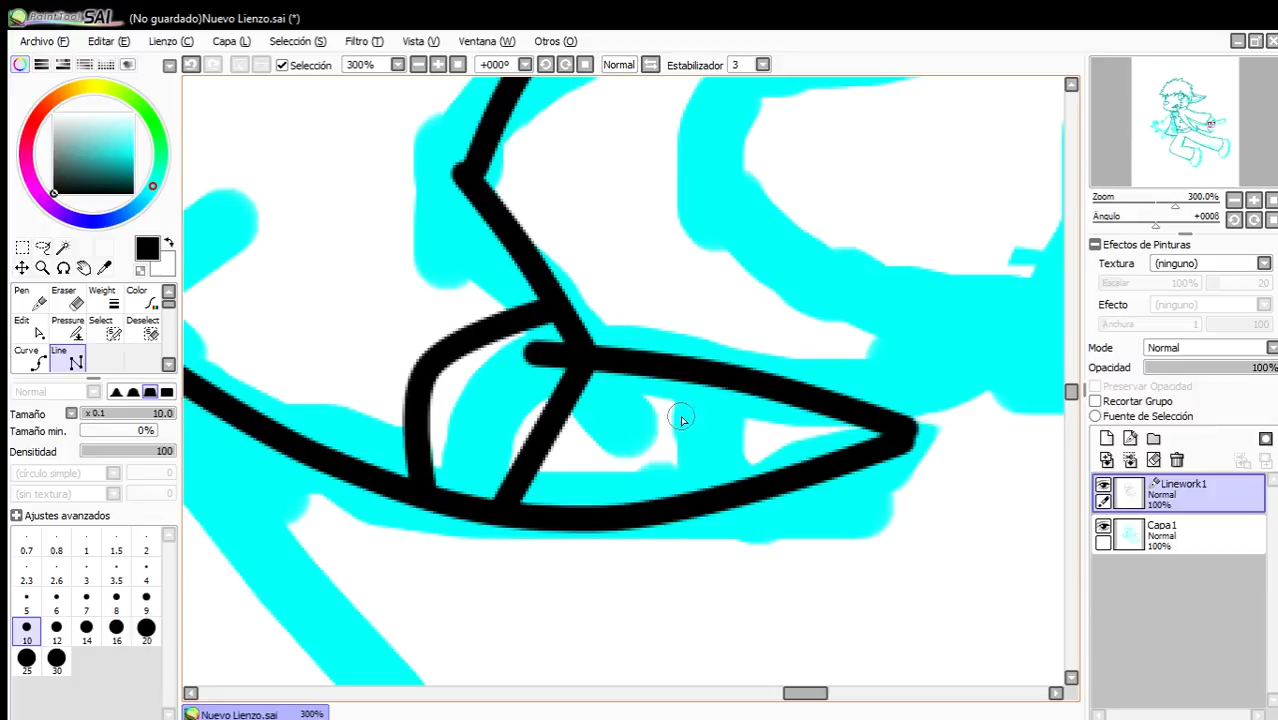 PaintTool SAI (No guardado)Nuevo Lienzo.sai (*)
Archivo (F) Editar (E) Lienzo (C) Capa (L) Selección (S) Filtro (T) Vista (V) Ventana (W) Otros (O)
Selección 300% +000º Normal Estabilizador 3
Zoom 300.0%
Ángulo +000ß
Efectos de Pinturas
Textura (ninguno)
Escalar 100% 20
Efecto (ninguno)
Anchura 1 100
Mode Normal
Opacidad 100%
Preservar Opacidad
Recortar Grupo
Fuente de Selección
Linework1
Normal
100%
Capa1
Normal
100%
Pen Eraser Weight Color
Edit Pressure Select Deselect
Curve Line
Normal
Tamaño x 0.1 10.0
Tamaño min. 0%
Densidad 100
(círculo simple)
(sin textura)
Ajustes avanzados
0.7 0.8 1 1.5 2
2.3 2.6 3 3.5 4
5 6 7 8 9
10 12 14 16 20
25 30
Nuevo Lienzo.sai 300%